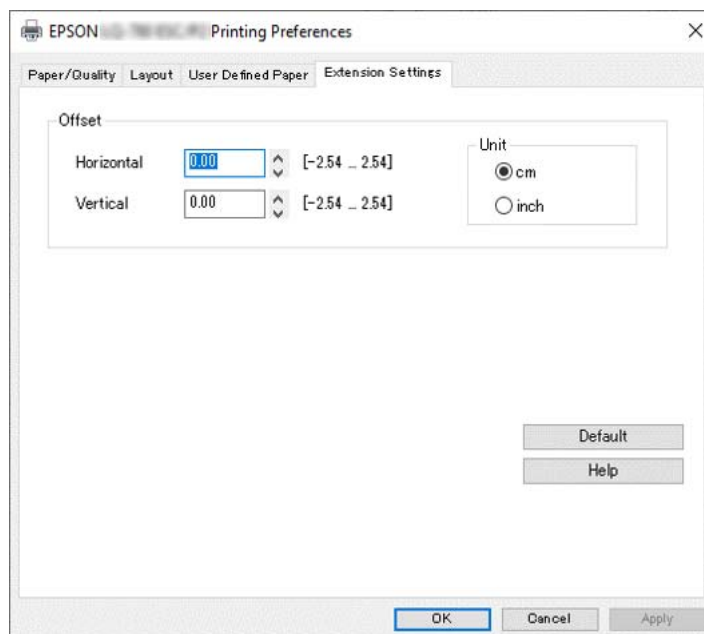 EPSON Printing Preferences
Paper/Quality Layout User Defined Paper Extension Settings
Offset
Horizontal 0.00 [-2.54 .. 2.54]
Vertical 0.00 [-2.54 .. 2.54]
Unit
cm
inch
Default
Help
OK Cancel Apply